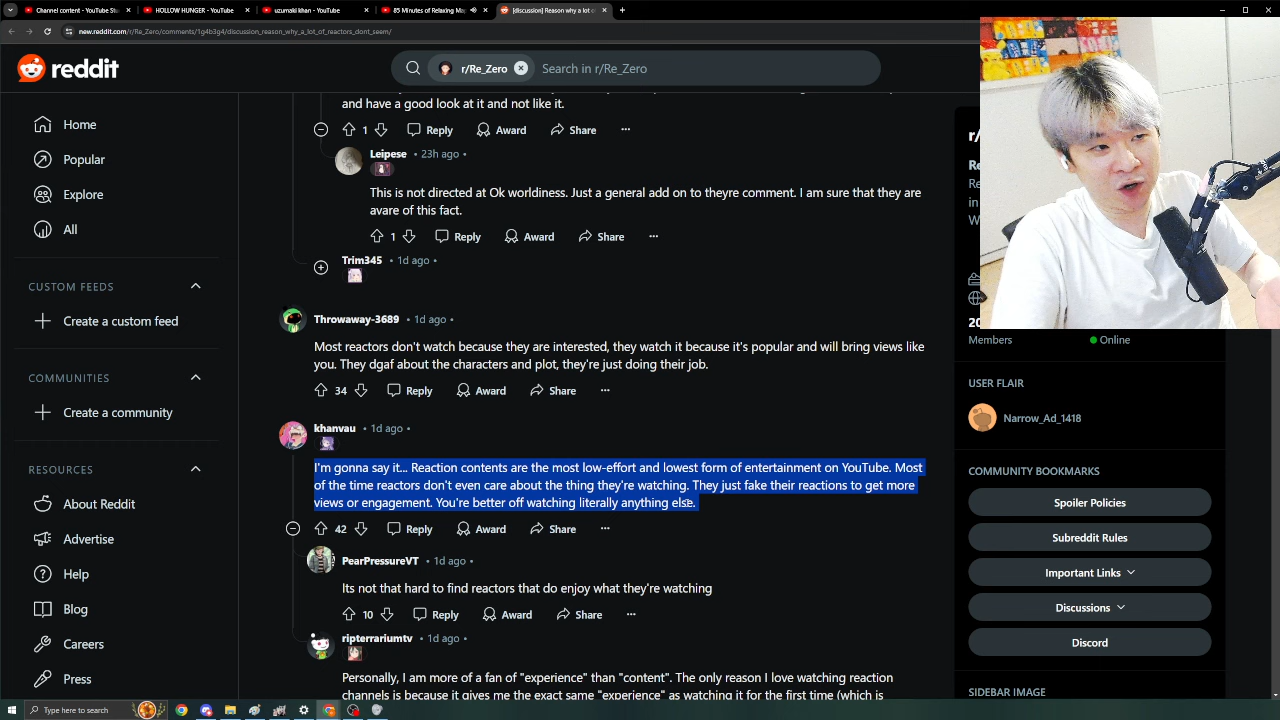 Channel content - YouTube Stu
HOLLOW HUNGER - YouTube
uzumaki khan - YouTube
85 Minutes of Relaxing Mo
[discussion] Reason why a lot o
new.reddit.com/r/Re_Zero/comments/1g4b3g4/discussion_reason_why_a_lot_of_reactors_dont_seem/
reddit
r/Re_Zero
Search in r/Re_Zero
Home
Popular
Explore
All
CUSTOM FEEDS
Create a custom feed
COMMUNITIES
Create a community
RESOURCES
About Reddit
Advertise
Help
Blog
Careers
Press
and have a good look at it and not like it.
1 Reply Award Share
Leipese • 23h ago •
This is not directed at Ok worldiness. Just a general add on to theyre comment. I am sure that they are
avare of this fact.
1 Reply Award Share
Trim345 • 1d ago •
Throwaway-3689 • 1d ago •
Most reactors don't watch because they are interested, they watch it because it's popular and will bring views like
you. They dgaf about the characters and plot, they're just doing their job.
34 Reply Award Share
khanvau • 1d ago •
I'm gonna say it... Reaction contents are the most low-effort and lowest form of entertainment on YouTube. Most
of the time reactors don't even care about the thing they're watching. They just fake their reactions to get more
views or engagement. You're better off watching literally anything else.
42 Reply Award Share
PearPressureVT • 1d ago •
Its not that hard to find reactors that do enjoy what they're watching
10 Reply Award Share
ripterrariumtv • 1d ago •
Personally, I am more of a fan of "experience" than "content". The only reason I love watching reaction
channels is because it gives me the exact same "experience" as watching it for the first time (which is
r/
Re
Re
in
W
20
Members
Online
USER FLAIR
Narrow_Ad_1418
COMMUNITY BOOKMARKS
Spoiler Policies
Subreddit Rules
Important Links
Discussions
Discord
SIDEBAR IMAGE
Type here to search